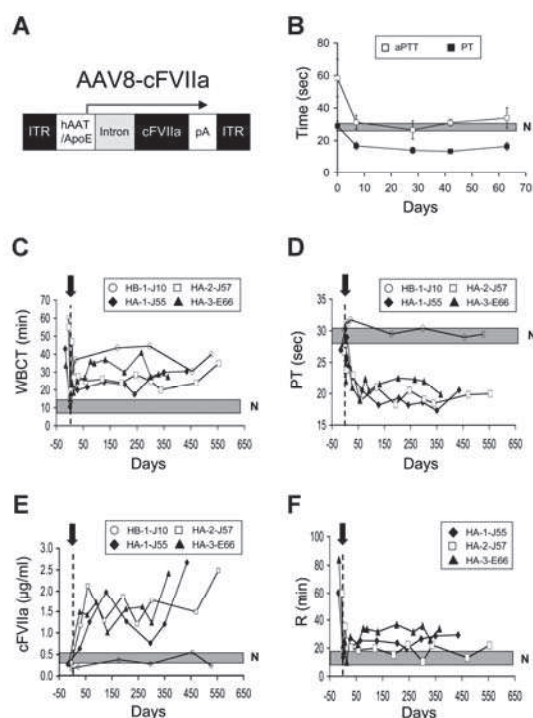 A
AAV8-cFVIIa
ITR
hAAT
/ApoE
Intron
cFVIIa
pA
ITR
B
aPTT
PT
Time (sec)
80
60
40
20
0
N
0 10 20 30 40 50 60 70
Days
C
HB-1-J10 HA-2-J57
HA-1-J55 HA-3-E66
WBCT
(min)
70
60
50
40
30
20
10
0
N
-50 50 150 250 350 450 550 650
Days
D
HB-1-J10 HA-2-J57
HA-1-J55 HA-3-E66
PT
(sec)
35
30
25
20
15
N
-50 50 150 250 350 450 550 650
Days
E
HB-1-J10 HA-2-J57
HA-1-J55 HA-3-E66
cFVIIa
(µg/ml)
3.0
2.5
2.0
1.5
1.0
0.5
0
N
-50 50 150 250 350 450 550 650
Days
F
HA-1-J55
HA-2-J57
HA-3-E66
R
(min)
100
80
60
40
20
0
N
-50 50 150 250 350 450 550 650
Days